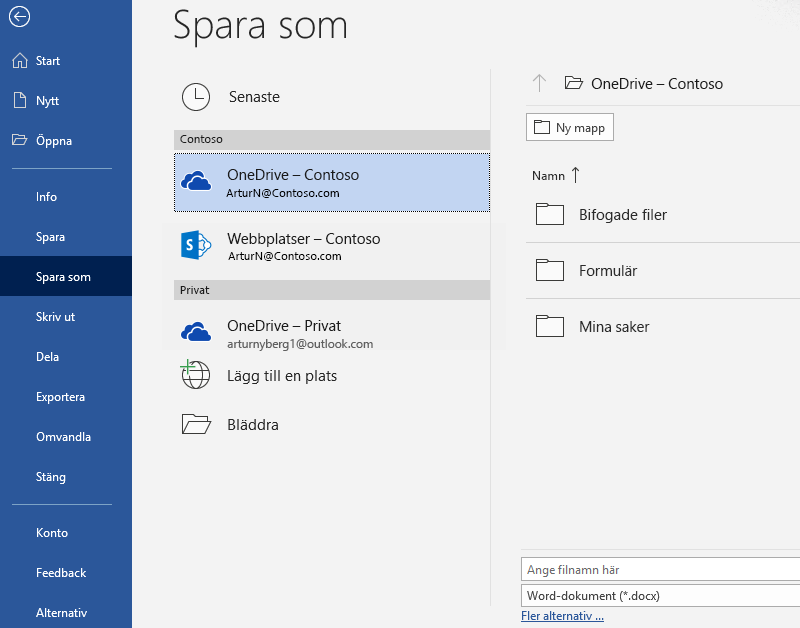 Start
Nytt
Öppna
Info
Spara
Spara som
Skriv ut
Dela
Exportera
Omvandla
Stäng
Konto
Feedback
Alternativ
Spara som
Senaste
Contoso
OneDrive – Contoso
ArturN@Contoso.com
Webbplatser – Contoso
ArturN@Contoso.com
Privat
OneDrive – Privat
arturnyberg1@outlook.com
Lägg till en plats
Bläddra
OneDrive – Contoso
Ny mapp
Namn
Bifogade filer
Formulär
Mina saker
Ange filnamn här
Word-dokument (*.docx)
Fler alternativ ...